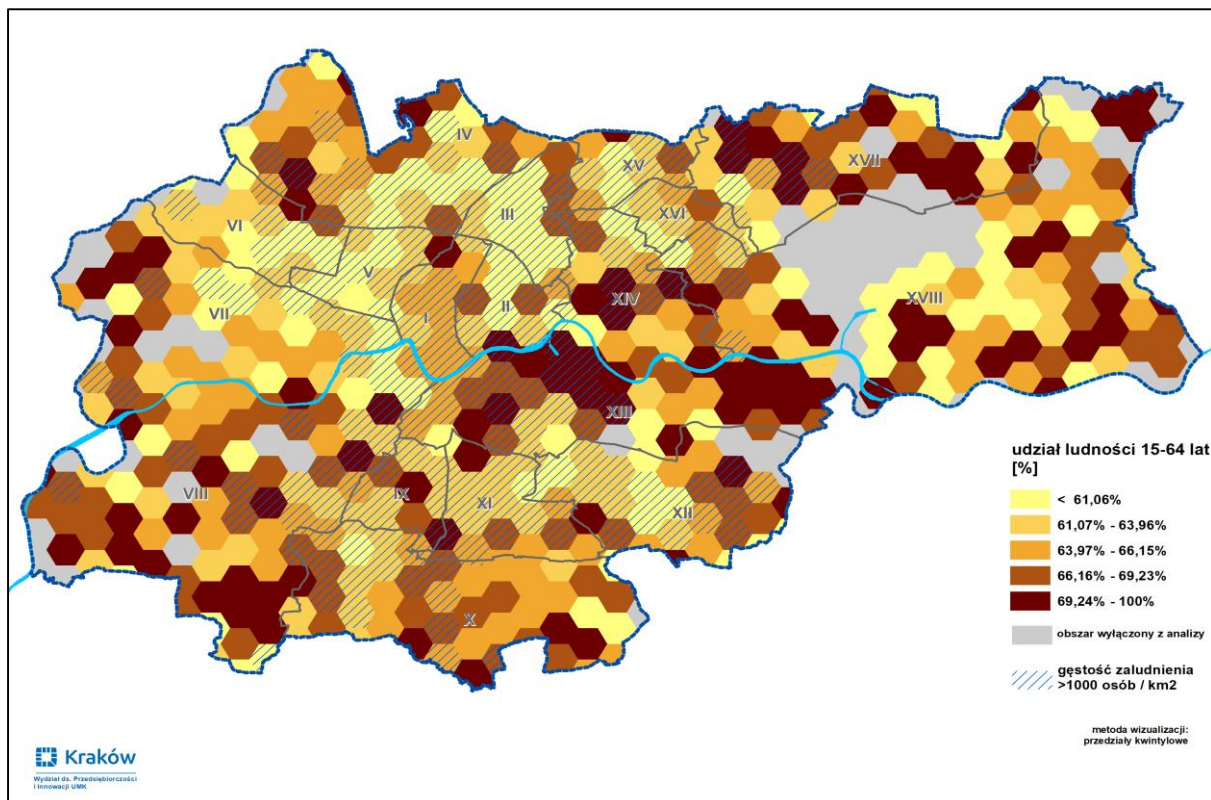 IV
XV
XVII
III
XVI
VI
V
XVIII
VII
I
II
XIV
XIII
VIII
IX
XI
XII
X
udział ludności 15-64 lat
[%]
< 61,06%
61,07% - 63,96%
63,97% - 66,15%
66,16% - 69,23%
69,24% - 100%
obszar wyłączony z analizy
gęstość zaludnienia
>1000 osób / km2
metoda wizualizacji:
przedziały kwintylowe
Kraków
Wydział ds. Przedsiębiorczości
i Innowacji UMK